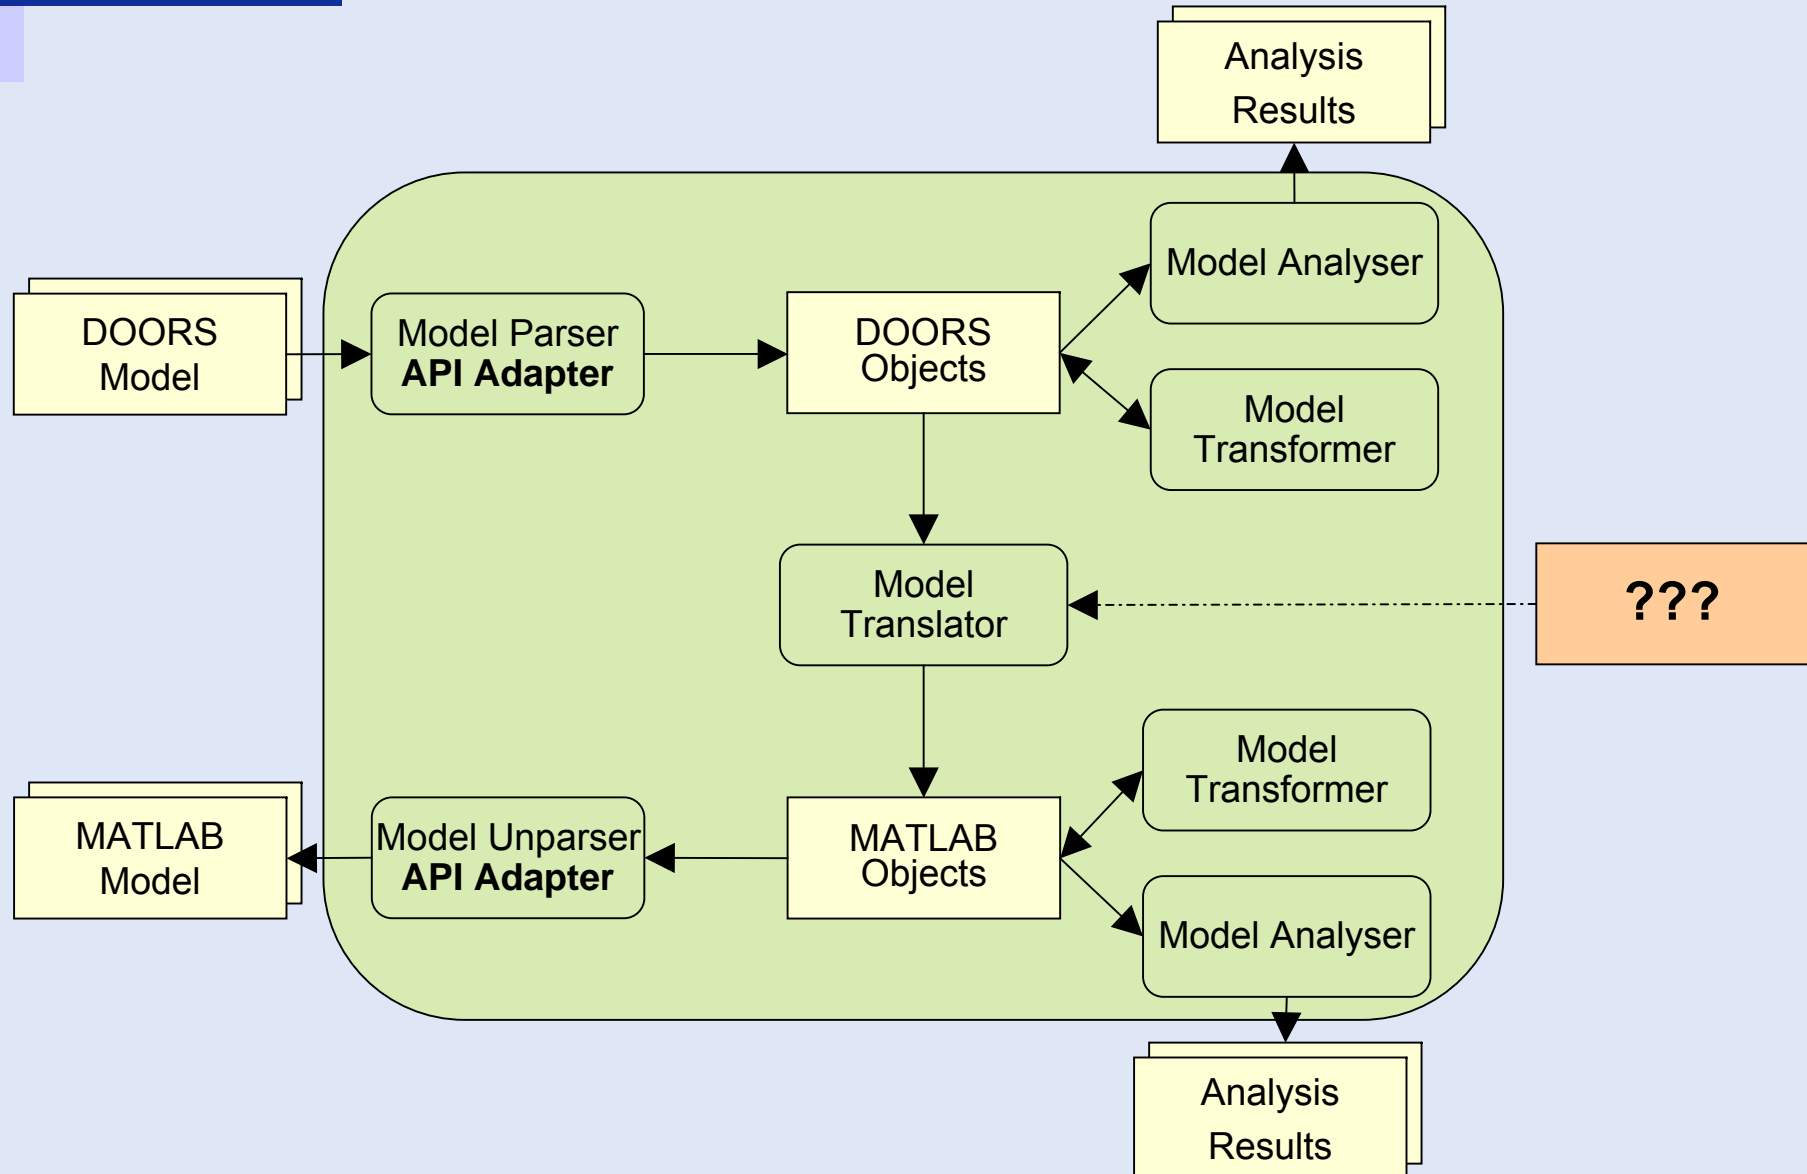 Analysis
Results
Model Analyser
DOORS
Model
Model Parser
API Adapter
DOORS
Objects
Model
Transformer
Model
Translator
???
Model
Transformer
MATLAB
Model
Model Unparser
API Adapter
MATLAB
Objects
Model Analyser
Analysis
Results